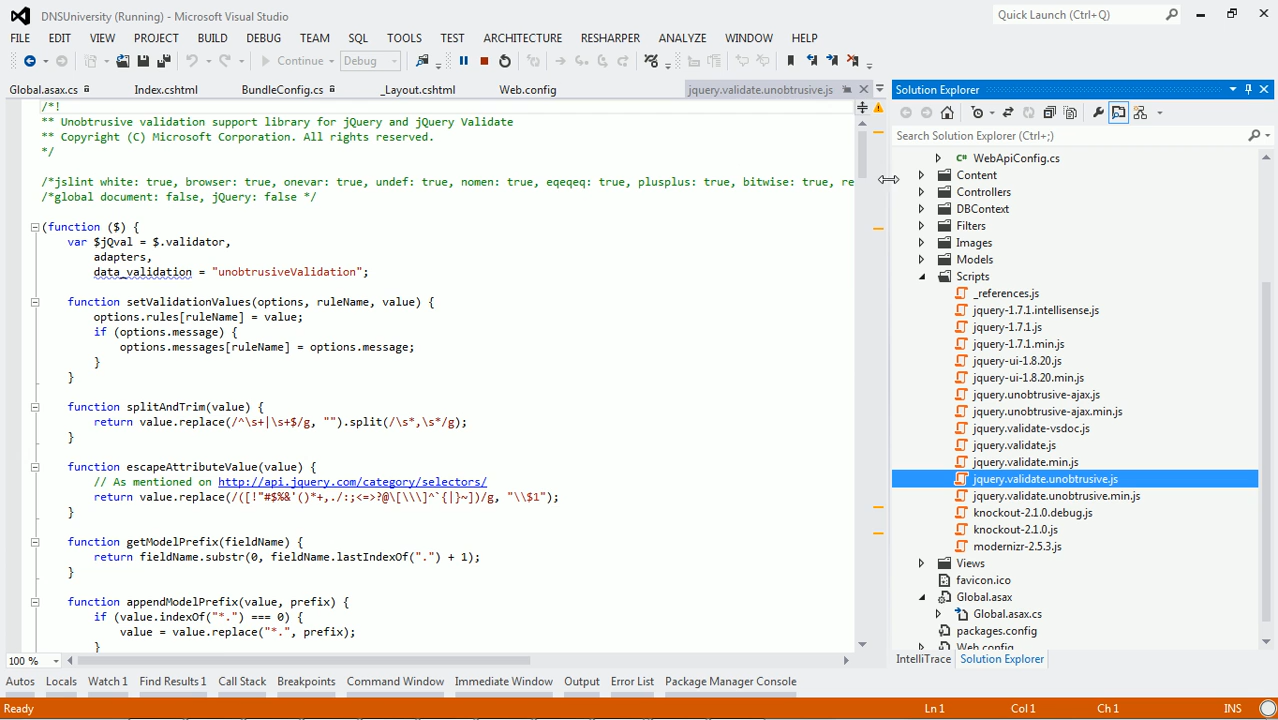 DNSUniversity (Running) - Microsoft Visual Studio
Quick Launch (Ctrl+Q)
FILE EDIT VIEW PROJECT BUILD DEBUG TEAM SQL TOOLS TEST ARCHITECTURE RESHARPER ANALYZE WINDOW HELP
Continue Debug
Global.asax.cs Index.cshtml BundleConfig.cs _Layout.cshtml Web.config jquery.validate.unobtrusive.js
/*!
** Unobtrusive validation support library for jQuery and jQuery Validate
** Copyright (C) Microsoft Corporation. All rights reserved.
*/
/*jslint white: true, browser: true, onevar: true, undef: true, nomen: true, eqeqeq: true, plusplus: true, bitwise: true, re
/*global document: false, jQuery: false */
(function ($) {
var $jQval = $.validator,
adapters,
data_validation = "unobtrusiveValidation";
function setValidationValues(options, ruleName, value) {
options.rules[ruleName] = value;
if (options.message) {
options.messages[ruleName] = options.message;
}
}
function splitAndTrim(value) {
return value.replace(/^\s+|\s+$/g, "").split(/\s*,\s*/g);
}
function escapeAttributeValue(value) {
// As mentioned on http://api.jquery.com/category/selectors/
return value.replace(/([!"#$%&'()*+,./:;<=>?@\[\\\]^`{|}~])/g, "\\$1");
}
function getModelPrefix(fieldName) {
return fieldName.substr(0, fieldName.lastIndexOf(".") + 1);
}
function appendModelPrefix(value, prefix) {
if (value.indexOf("*.") === 0) {
value = value.replace("*.", prefix);
}
100 %
Solution Explorer
Search Solution Explorer (Ctrl+;)
WebApiConfig.cs
Content
Controllers
DBContext
Filters
Images
Models
Scripts
_references.js
jquery-1.7.1.intellisense.js
jquery-1.7.1.js
jquery-1.7.1.min.js
jquery-ui-1.8.20.js
jquery-ui-1.8.20.min.js
jquery.unobtrusive-ajax.js
jquery.unobtrusive-ajax.min.js
jquery.validate-vsdoc.js
jquery.validate.js
jquery.validate.min.js
jquery.validate.unobtrusive.js
jquery.validate.unobtrusive.min.js
knockout-2.1.0.debug.js
knockout-2.1.0.js
modernizr-2.5.3.js
Views
favicon.ico
Global.asax
Global.asax.cs
packages.config
Web.config
IntelliTrace Solution Explorer
Autos Locals Watch 1 Find Results 1 Call Stack Breakpoints Command Window Immediate Window Output Error List Package Manager Console
Ready Ln 1 Col 1 Ch 1 INS